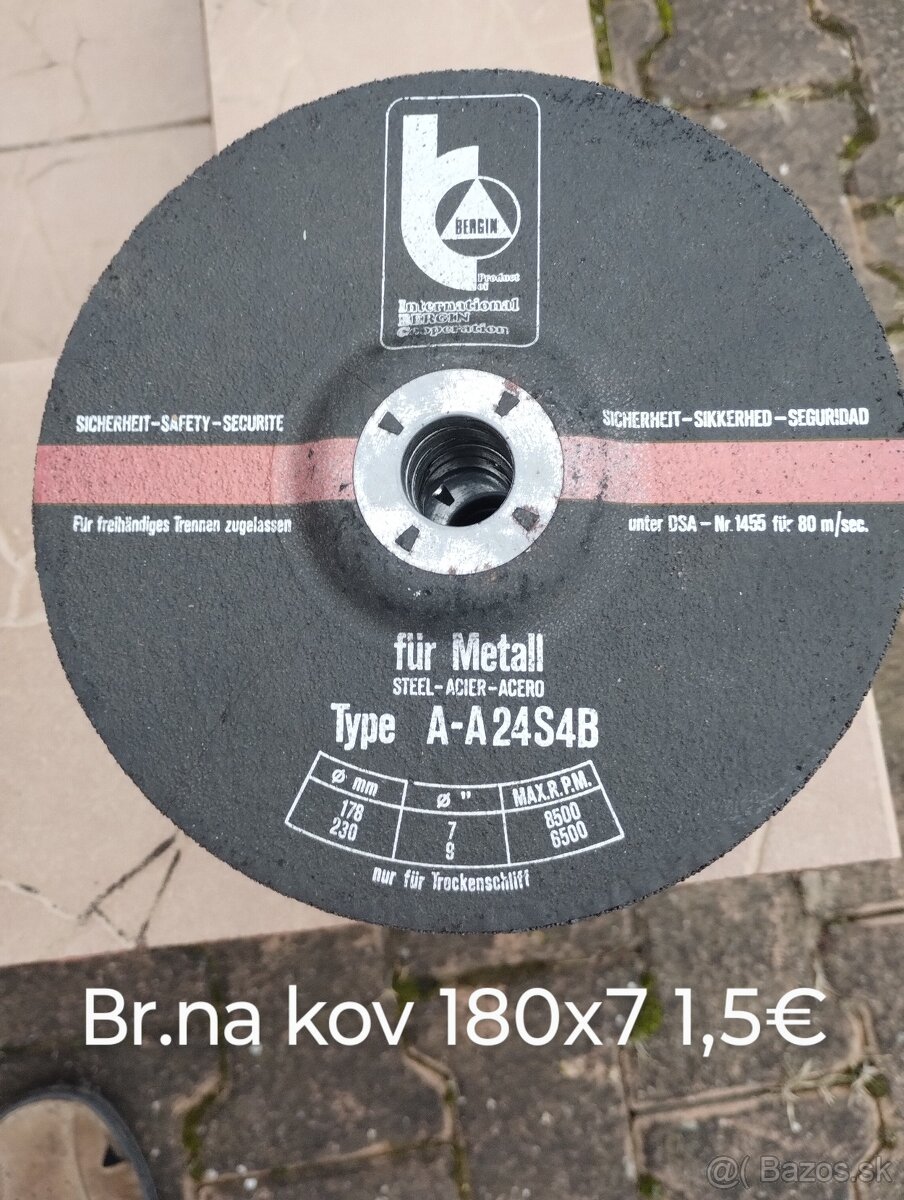 BERGIN
Product
of
International
BERGIN
Cooperation
SICHERHEIT-SAFETY-SECURITE
SICHERHEIT-SIKKERHED-SEGURIDAD
Für freihändiges Trennen zugelassen
unter DSA-Nr.1455 für 80 m/sec.
für Metall
STEEL-ACIER-ACERO
Type A-A24S4B
Ø mm Ø " MAX.R.P.M.
178 7 8500
230 9 6500
nur für Trockenschliff
Br.na kov 180x7 1,5€
@( Bazos.sk